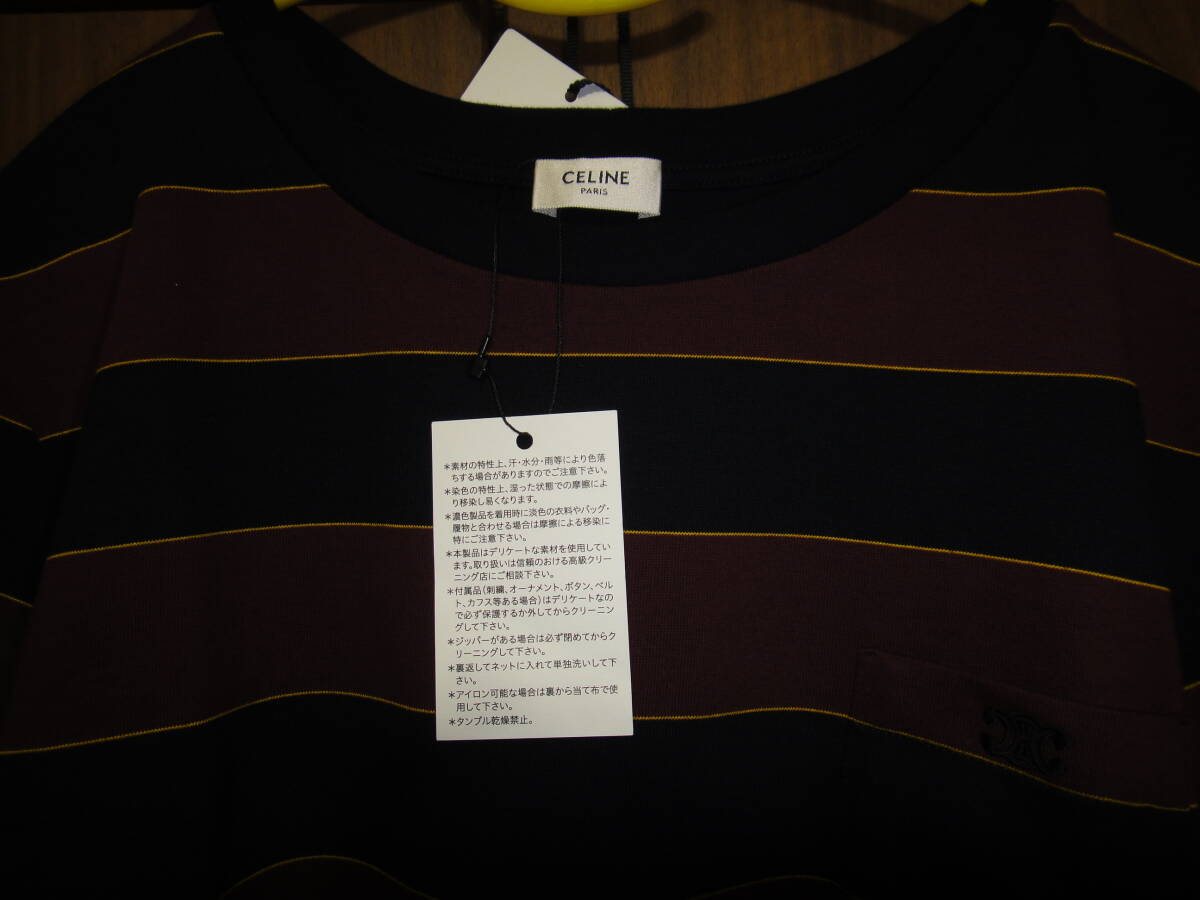 CELINE
PARIS
＊素材の特性上、汗・水分・雨等により色落
ちする場合がありますのでご注意下さい。
＊染色の特性上、湿った状態での摩擦によ
り移染し易くなります。
＊濃色製品を着用時に淡色の衣料やバッグ・
履物と合わせる場合は摩擦による移染に
特にご注意下さい。
＊本製品はデリケートな素材を使用してい
ます。取り扱いは信頼のおける高級クリー
ニング店にご相談下さい。
＊付属品（刺繍、オーナメント、ボタン、ベル
ト、カフス等ある場合）はデリケートなの
で必ず保護するか外してからクリーニン
グして下さい。
＊ジッパーがある場合は必ず閉めてからク
リーニングして下さい。
＊裏返してネットに入れて単独洗いして下
さい。
＊アイロン可能な場合は裏から当て布で使
用して下さい。
＊タンブル乾燥禁止。